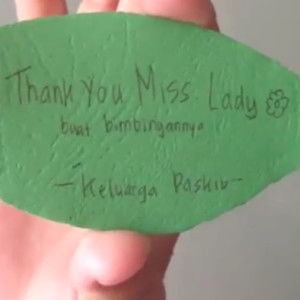 Thank You Miss. Lady
buat bimbingannya
- Keluarga Paskib -